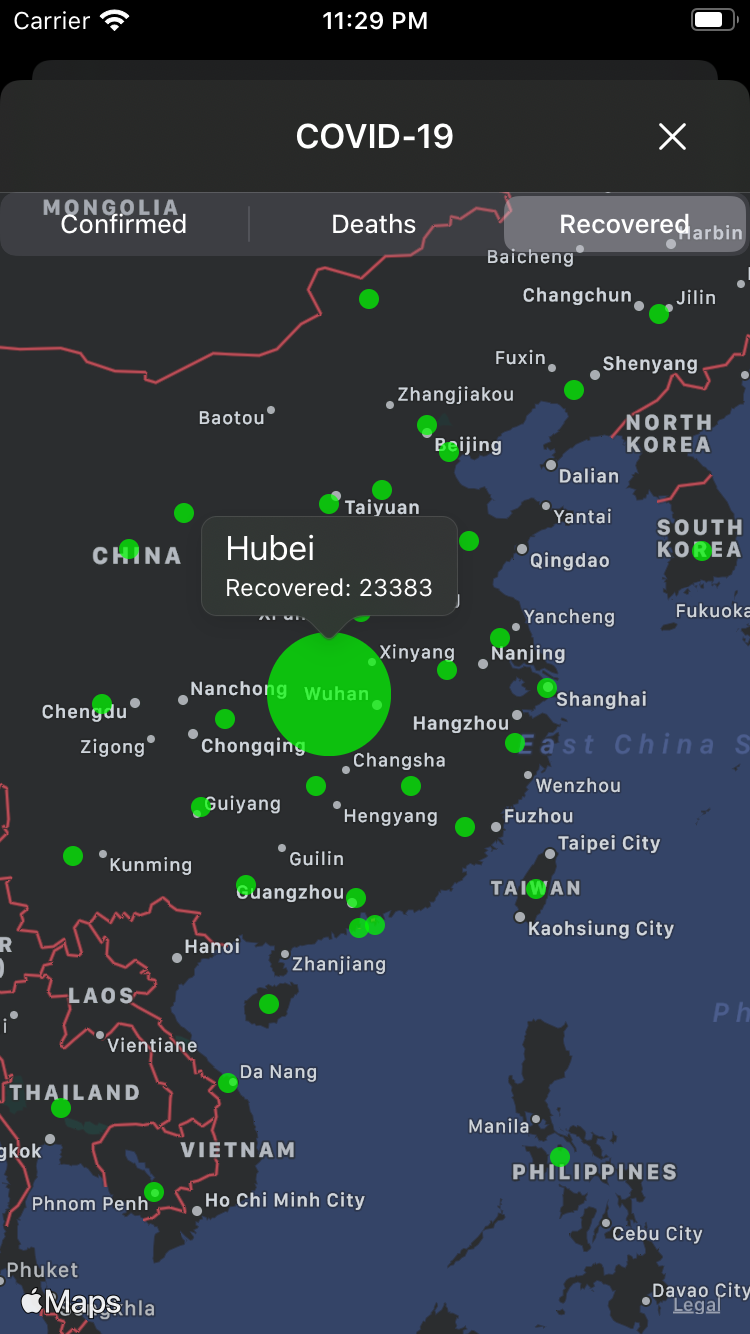 Carrier
11:29 PM
COVID-19
MONGOLIA
Confirmed
Deaths
Recovered
Harbin
Baicheng
Changchun
Jilin
Fuxin
Shenyang
Zhangjiakou
Baotou
NORTH
KOREA
Beijing
Dalian
Taiyuan
Yantai
SOUTH
KOREA
CHINA
Qingdao
Hubei
Recovered: 23383
Fukuoka
Yancheng
Xinyang
Nanjing
Nanchong
Wuhan
Shanghai
Chengdu
Hangzhou
Zigong
Chongqing
East China S
Changsha
Wenzhou
Guiyang
Hengyang
Fuzhou
Taipei City
Guilin
Kunming
TAIWAN
Guangzhou
Kaohsiung City
Hanoi
Zhanjiang
LAOS
Ph
Vientiane
Da Nang
THAILAND
Manila
gkok
VIETNAM
PHILIPPINES
Phnom Penh
Ho Chi Minh City
Cebu City
Phuket
Davao City
Maps
Songkhla
Legal